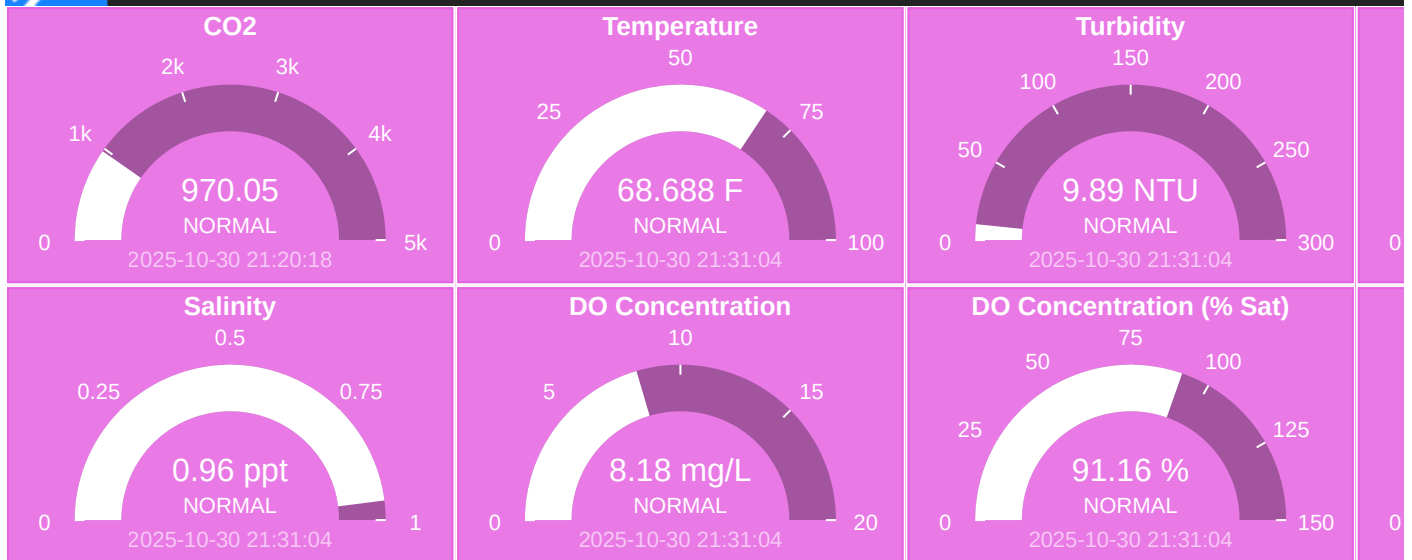 CO2
2k 3k
1k 4k
970.05
NORMAL
0 5k
2025-10-30 21:20:18
Temperature
50
25 75
68.688 F
NORMAL
0 100
2025-10-30 21:31:04
Turbidity
150
100 200
50 250
9.89 NTU
NORMAL
0 300
2025-10-30 21:31:04
0
Salinity
0.5
0.25 0.75
0.96 ppt
NORMAL
0 1
2025-10-30 21:31:04
DO Concentration
10
5 15
8.18 mg/L
NORMAL
0 20
2025-10-30 21:31:04
DO Concentration (% Sat)
75
50 100
25 125
91.16 %
NORMAL
0 150
2025-10-30 21:31:04
0